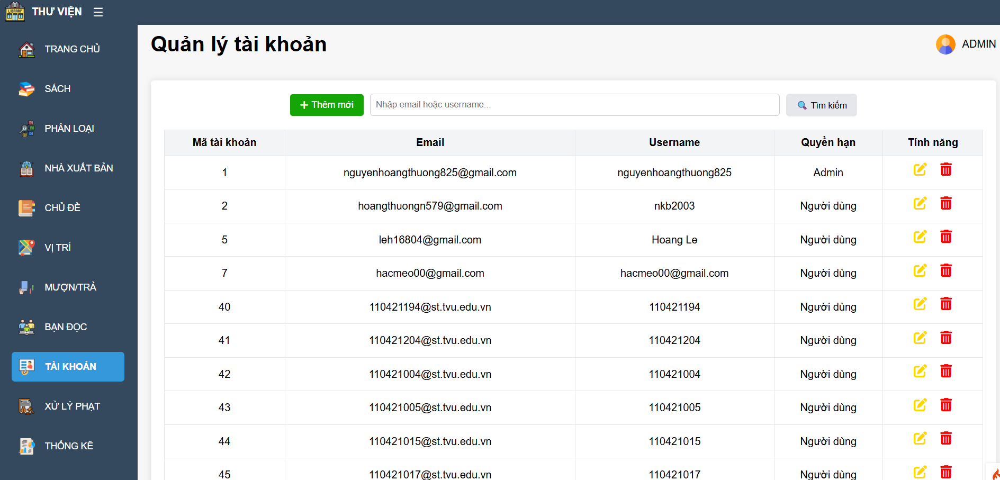 THƯ VIỆN
TRANG CHỦ
SÁCH
PHÂN LOẠI
NHÀ XUẤT BẢN
CHỦ ĐỀ
VỊ TRÍ
MƯỢN/TRẢ
BẠN ĐỌC
TÀI KHOẢN
XỬ LÝ PHẠT
THỐNG KÊ
Quản lý tài khoản
ADMIN
Thêm mới Nhập email hoặc username... Tìm kiếm
Mã tài khoản Email Username Quyền hạn Tính năng
1 nguyenhoangthuong825@gmail.com nguyenhoangthuong825 Admin
2 hoangthuongn579@gmail.com nkb2003 Người dùng
5 leh16804@gmail.com Hoang Le Người dùng
7 hacmeo00@gmail.com hacmeo00@gmail.com Người dùng
40 110421194@st.tvu.edu.vn 110421194 Người dùng
41 110421204@st.tvu.edu.vn 110421204 Người dùng
42 110421004@st.tvu.edu.vn 110421004 Người dùng
43 110421005@st.tvu.edu.vn 110421005 Người dùng
44 110421015@st.tvu.edu.vn 110421015 Người dùng
45 110421017@st.tvu.edu.vn 110421017 Người dùng